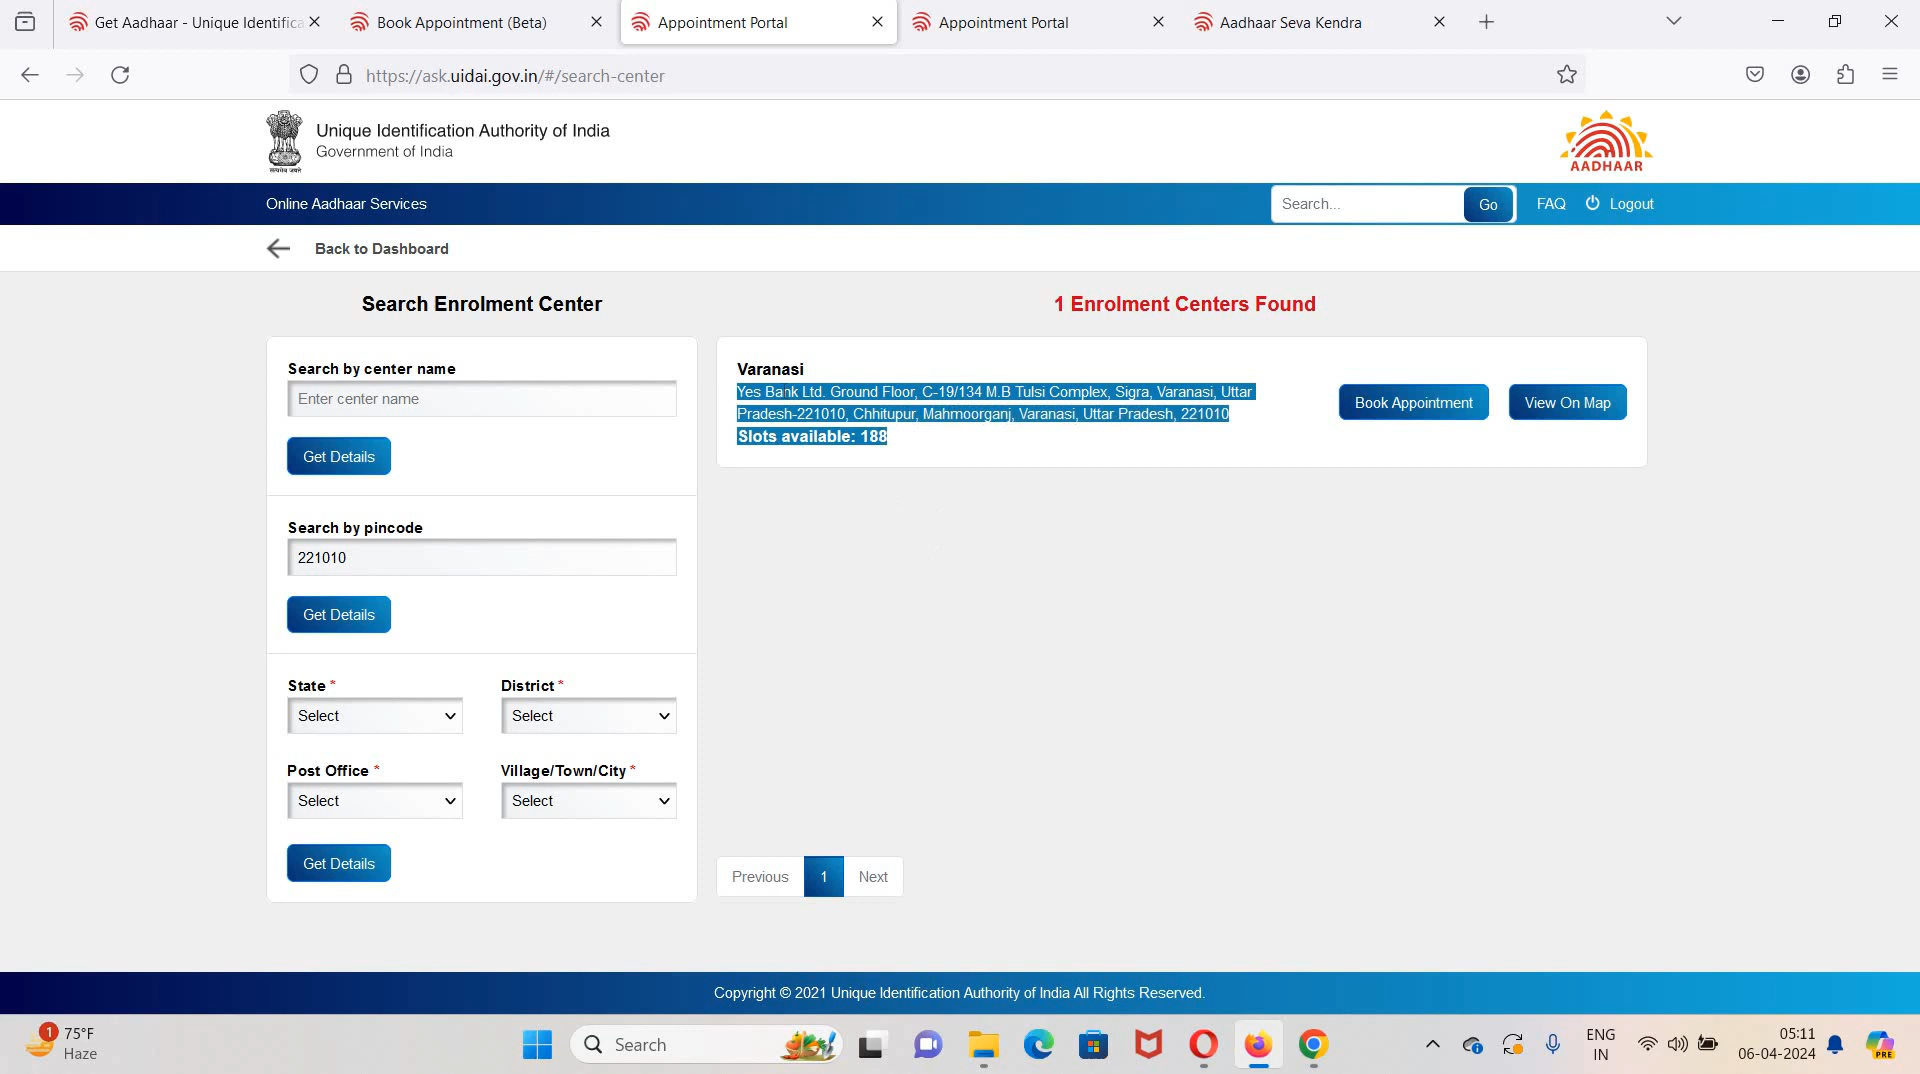 Get Aadhaar - Unique Identifica
Book Appointment (Beta)
Appointment Portal
Appointment Portal
Aadhaar Seva Kendra
https://ask.uidai.gov.in/#/search-center
Unique Identification Authority of India
Government of India
सत्यमेव जयते
AADHAAR
Online Aadhaar Services
Search...
Go
FAQ
Logout
Back to Dashboard
Search Enrolment Center
1 Enrolment Centers Found
Search by center name
Enter center name
Get Details
Search by pincode
221010
Get Details
State *
District *
Select
Select
Post Office *
Village/Town/City *
Select
Select
Get Details
Varanasi
Yes Bank Ltd. Ground Floor, C-19/134 M.B Tulsi Complex, Sigra, Varanasi, Uttar
Pradesh-221010, Chhitupur, Mahmoorganj, Varanasi, Uttar Pradesh, 221010
Slots available: 188
Book Appointment
View On Map
Previous
1
Next
Copyright © 2021 Unique Identification Authority of India All Rights Reserved.
1
75°F
Haze
Search
ENG
IN
05:11
06-04-2024
PRE